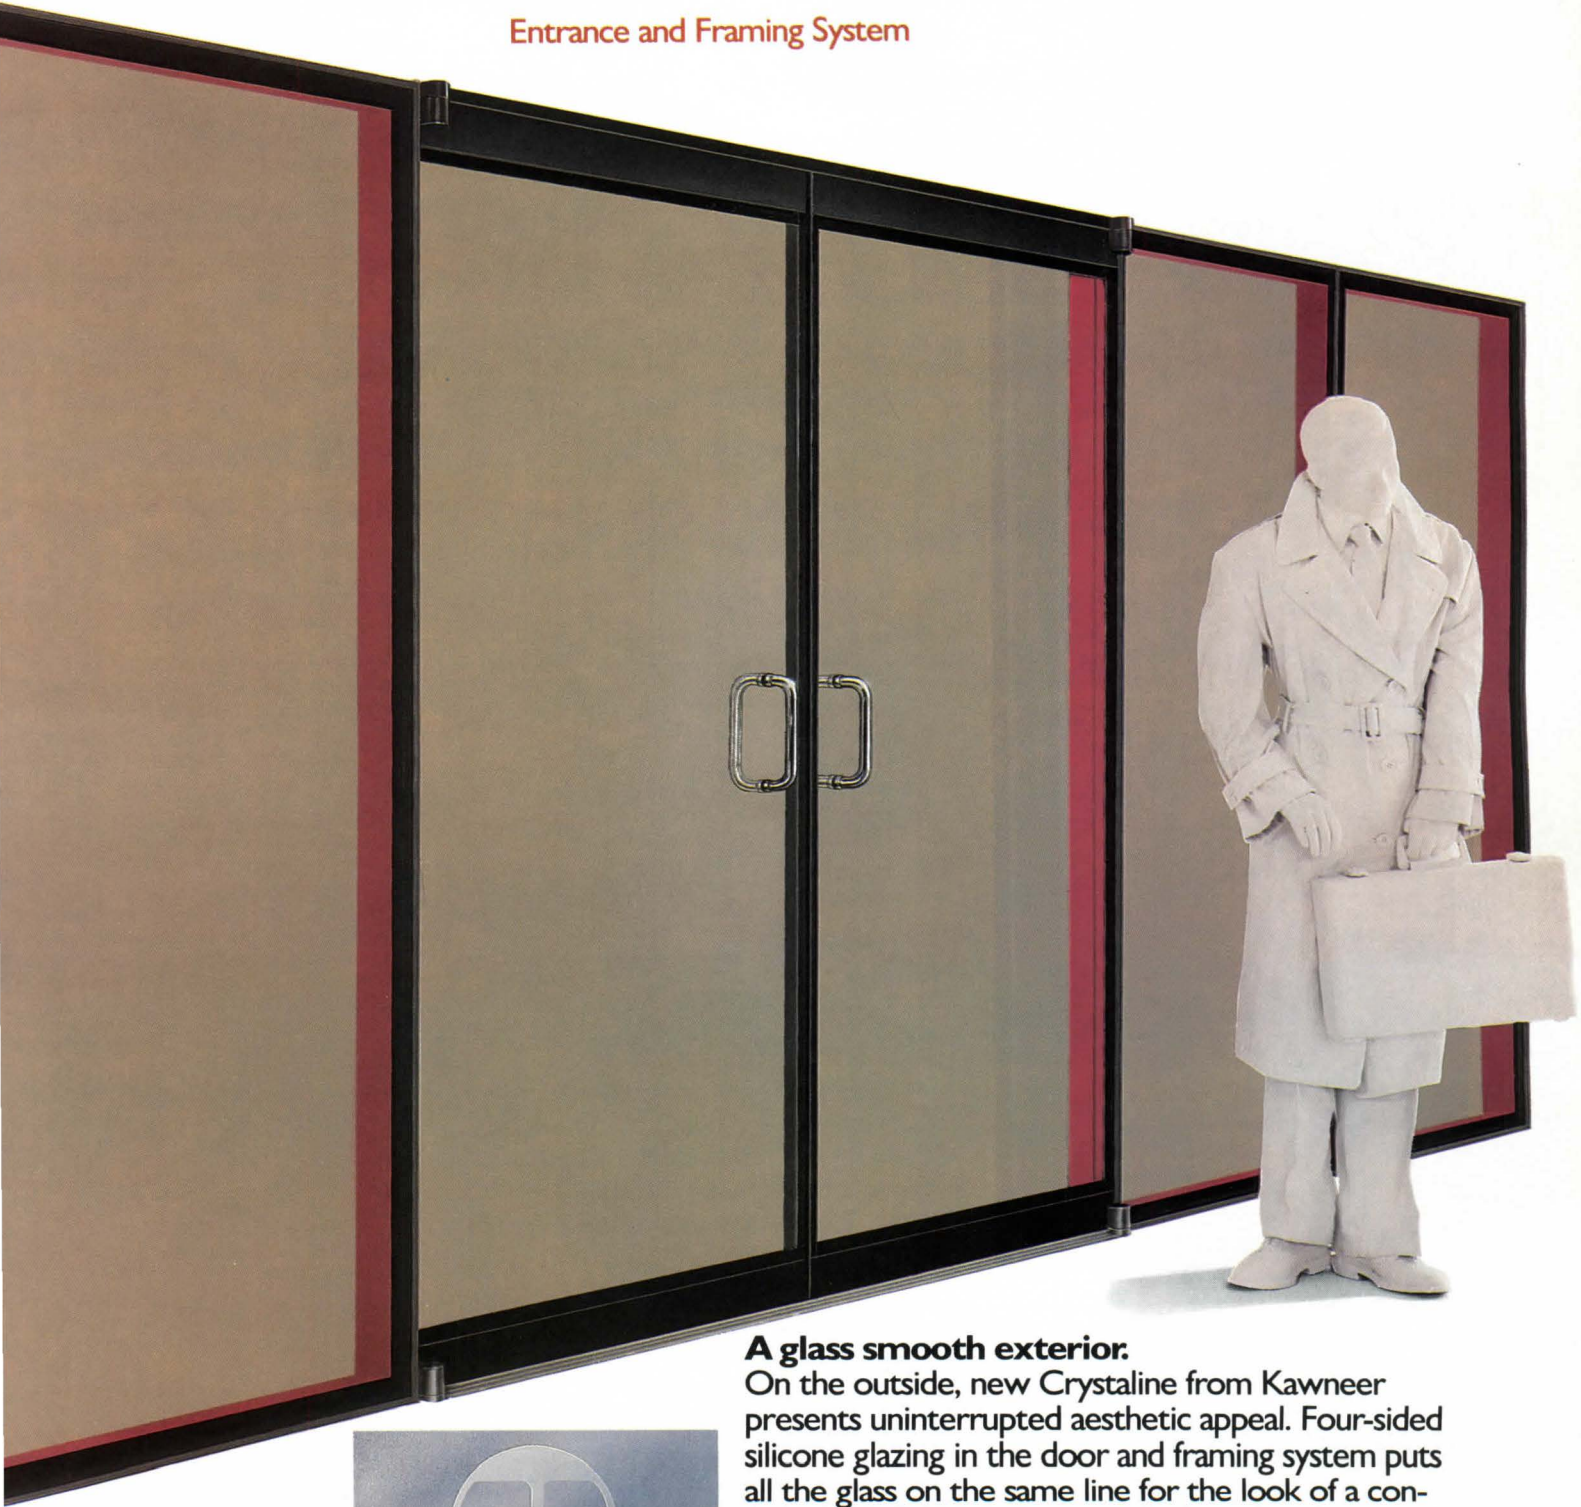 Entrance and Framing System
A glass smooth exterior.
On the outside, new Crystaline from Kawneer
presents uninterrupted aesthetic appeal. Four-sided
silicone glazing in the door and framing system puts
all the glass on the same line for the look of a con-